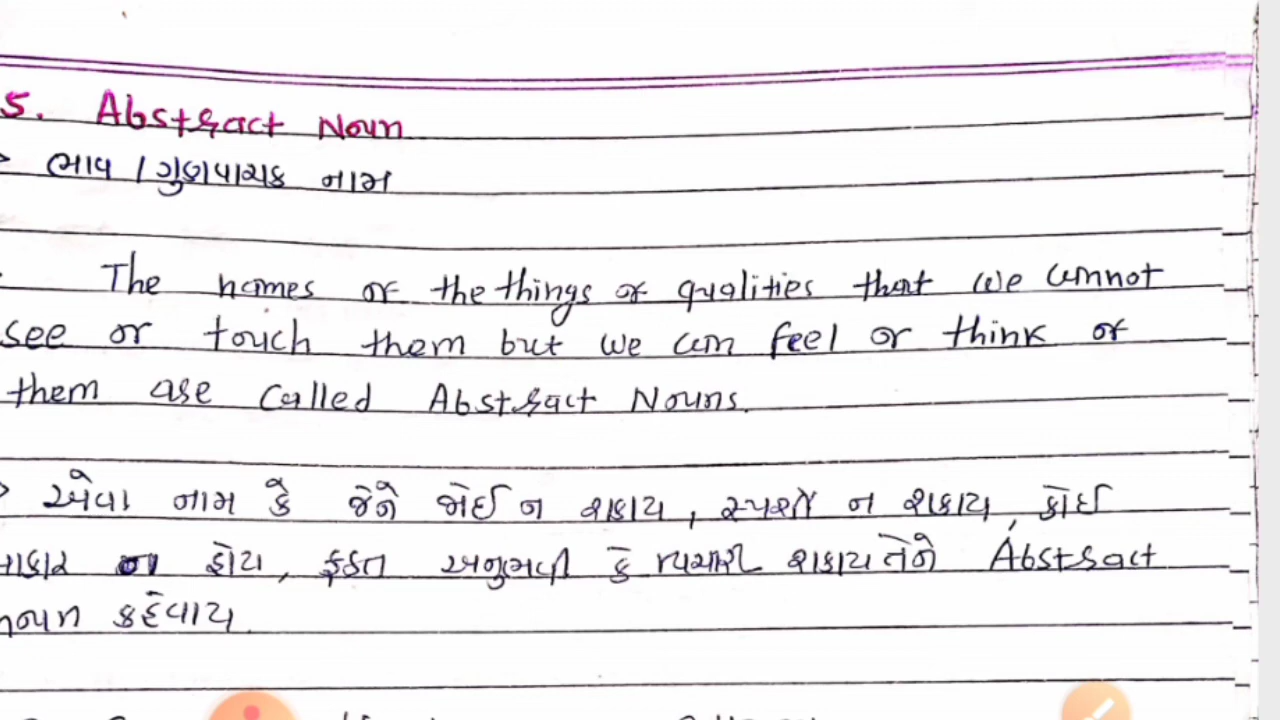 5. Abstract Noun
> ભાવ / ગુણવાચક નામ
The names of the things or qualities that we cannot
see or touch them but we can feel or think of
them are called Abstract Nouns.
> એવા નામ કે જેને જોઈ ન શકાય, સ્પર્શી ન શકાય, કોઈ
આકાર ન હોય, ફકત અનુભવી કે વિચારી શકાય તેને Abstract
noun કહેવાય.